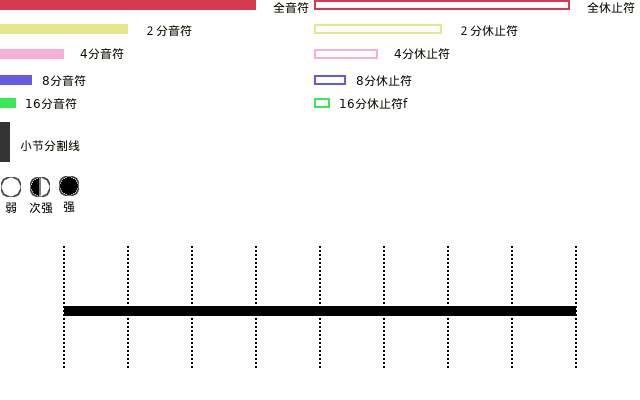 全音符 全休止符
2分音符 2分休止符
4分音符 4分休止符
8分音符 8分休止符
16分音符 16分休止符f
小节分割线
弱 次强 强